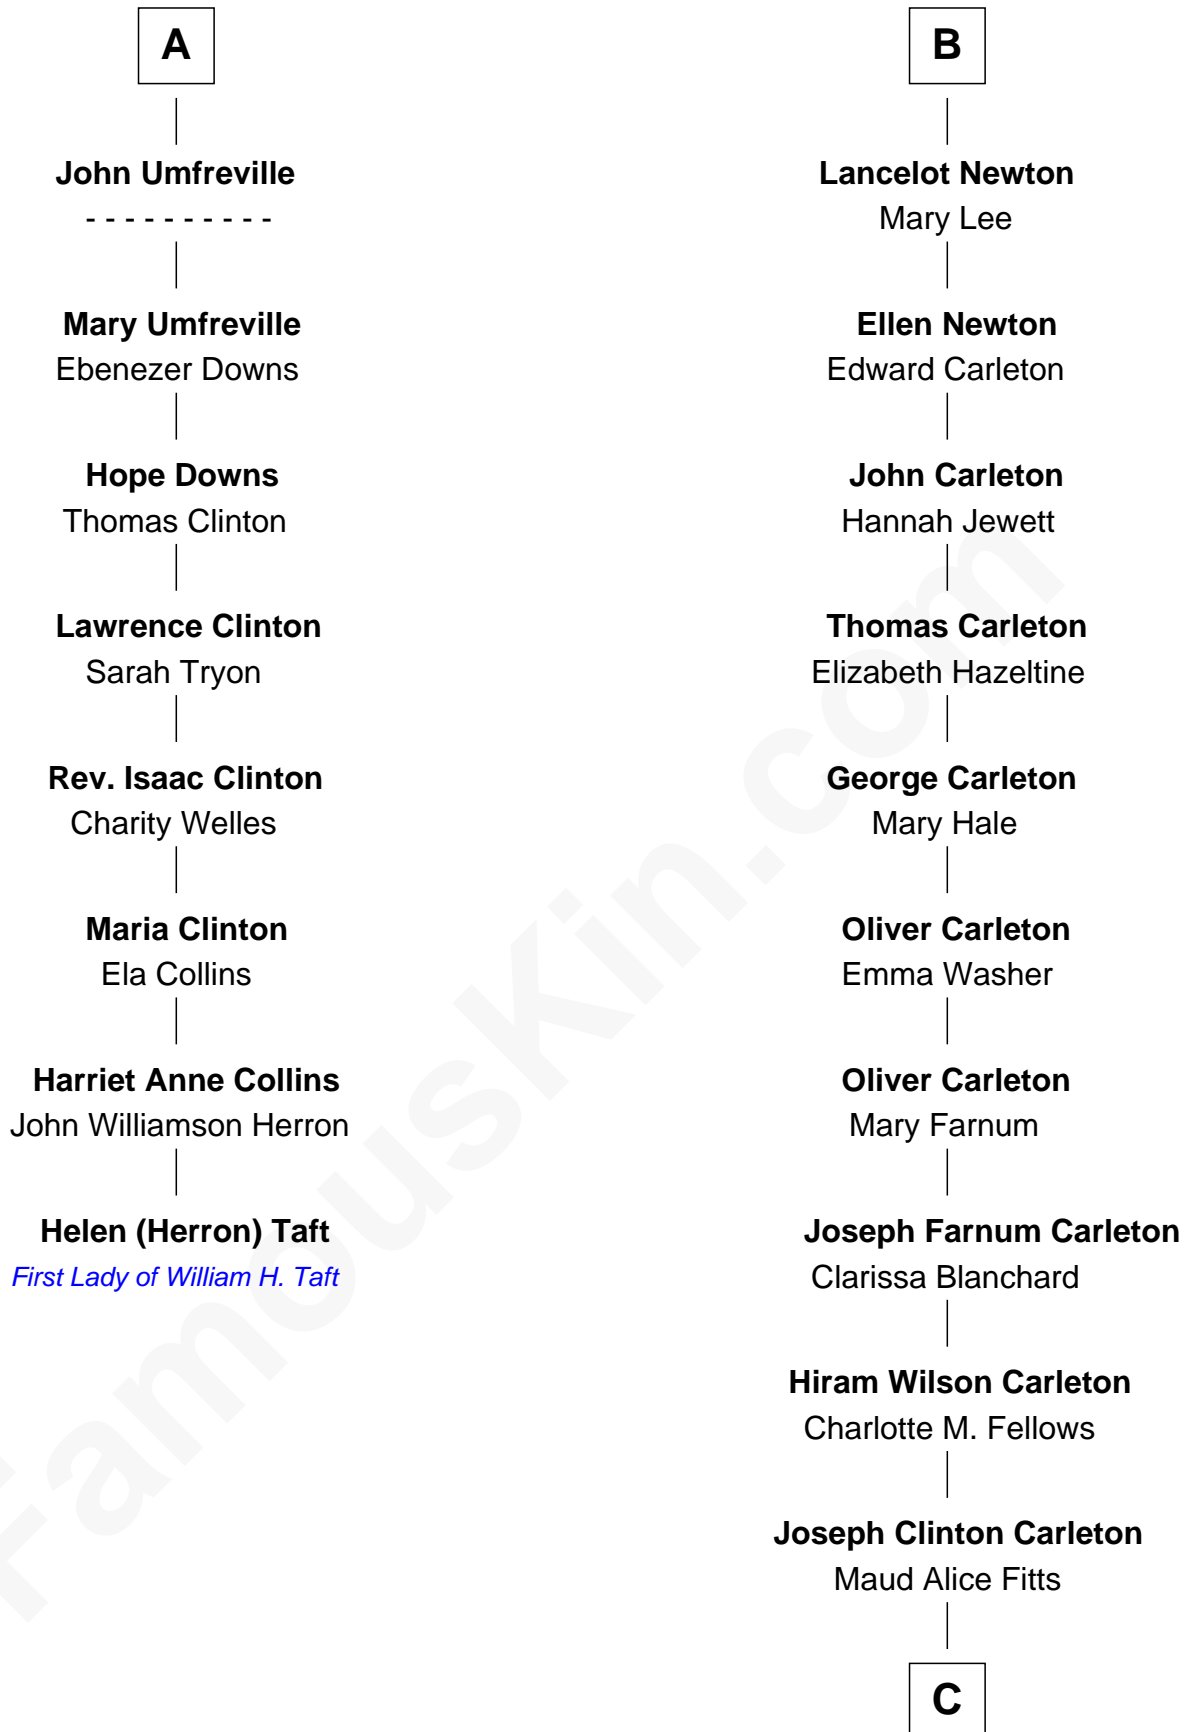 A
John Umfreville
- - - - - - - - - -
Mary Umfreville
Ebenezer Downs
Hope Downs
Thomas Clinton
Lawrence Clinton
Sarah Tryon
Rev. Isaac Clinton
Charity Welles
Maria Clinton
Ela Collins
Harriet Anne Collins
John Williamson Herron
Helen (Herron) Taft
First Lady of William H. Taft
B
Lancelot Newton
Mary Lee
Ellen Newton
Edward Carleton
John Carleton
Hannah Jewett
Thomas Carleton
Elizabeth Hazeltine
George Carleton
Mary Hale
Oliver Carleton
Emma Washer
Oliver Carleton
Mary Farnum
Joseph Farnum Carleton
Clarissa Blanchard
Hiram Wilson Carleton
Charlotte M. Fellows
Joseph Clinton Carleton
Maud Alice Fitts
C
FamousKin.com